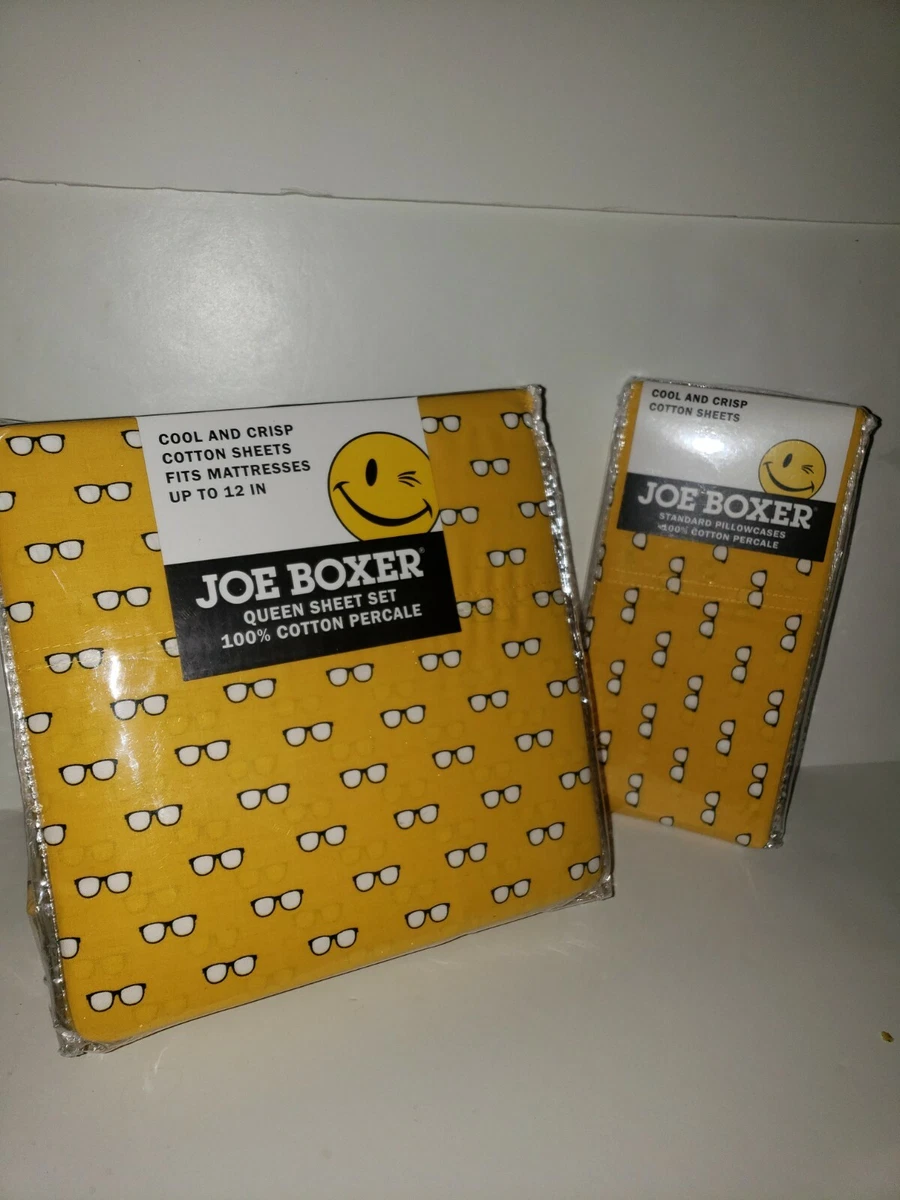 COOL AND CRISP
COTTON SHEETS
FITS MATTRESSES
UP TO 12 IN
JOE BOXER®
QUEEN SHEET SET
100% COTTON PERCALE
COOL AND CRISP
COTTON SHEETS
JOE BOXER®
STANDARD PILLOWCASES
100% COTTON PERCALE